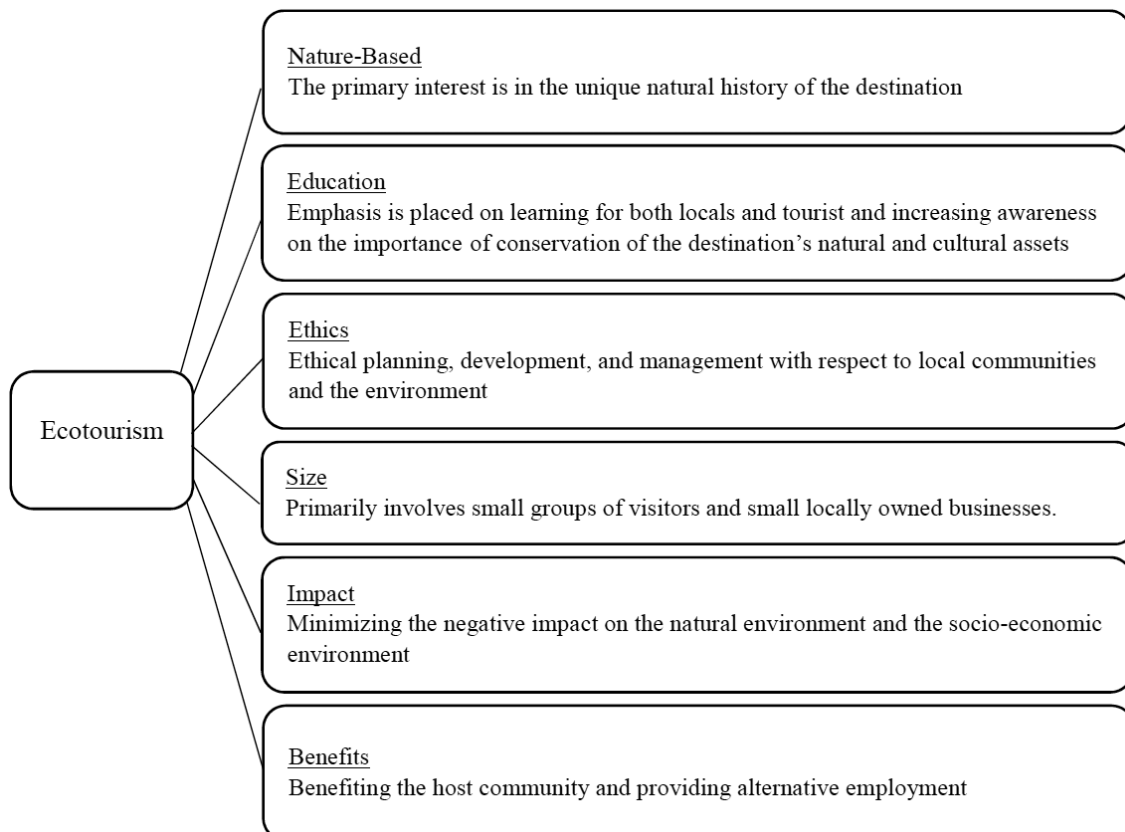 Nature-Based
The primary interest is in the unique natural history of the destination
Education
Emphasis is placed on learning for both locals and tourist and increasing awareness
on the importance of conservation of the destination’s natural and cultural assets
Ethics
Ethical planning, development, and management with respect to local communities
and the environment
Ecotourism
Size
Primarily involves small groups of visitors and small locally owned businesses.
Impact
Minimizing the negative impact on the natural environment and the socio-economic
environment
Benefits
Benefiting the host community and providing alternative employment